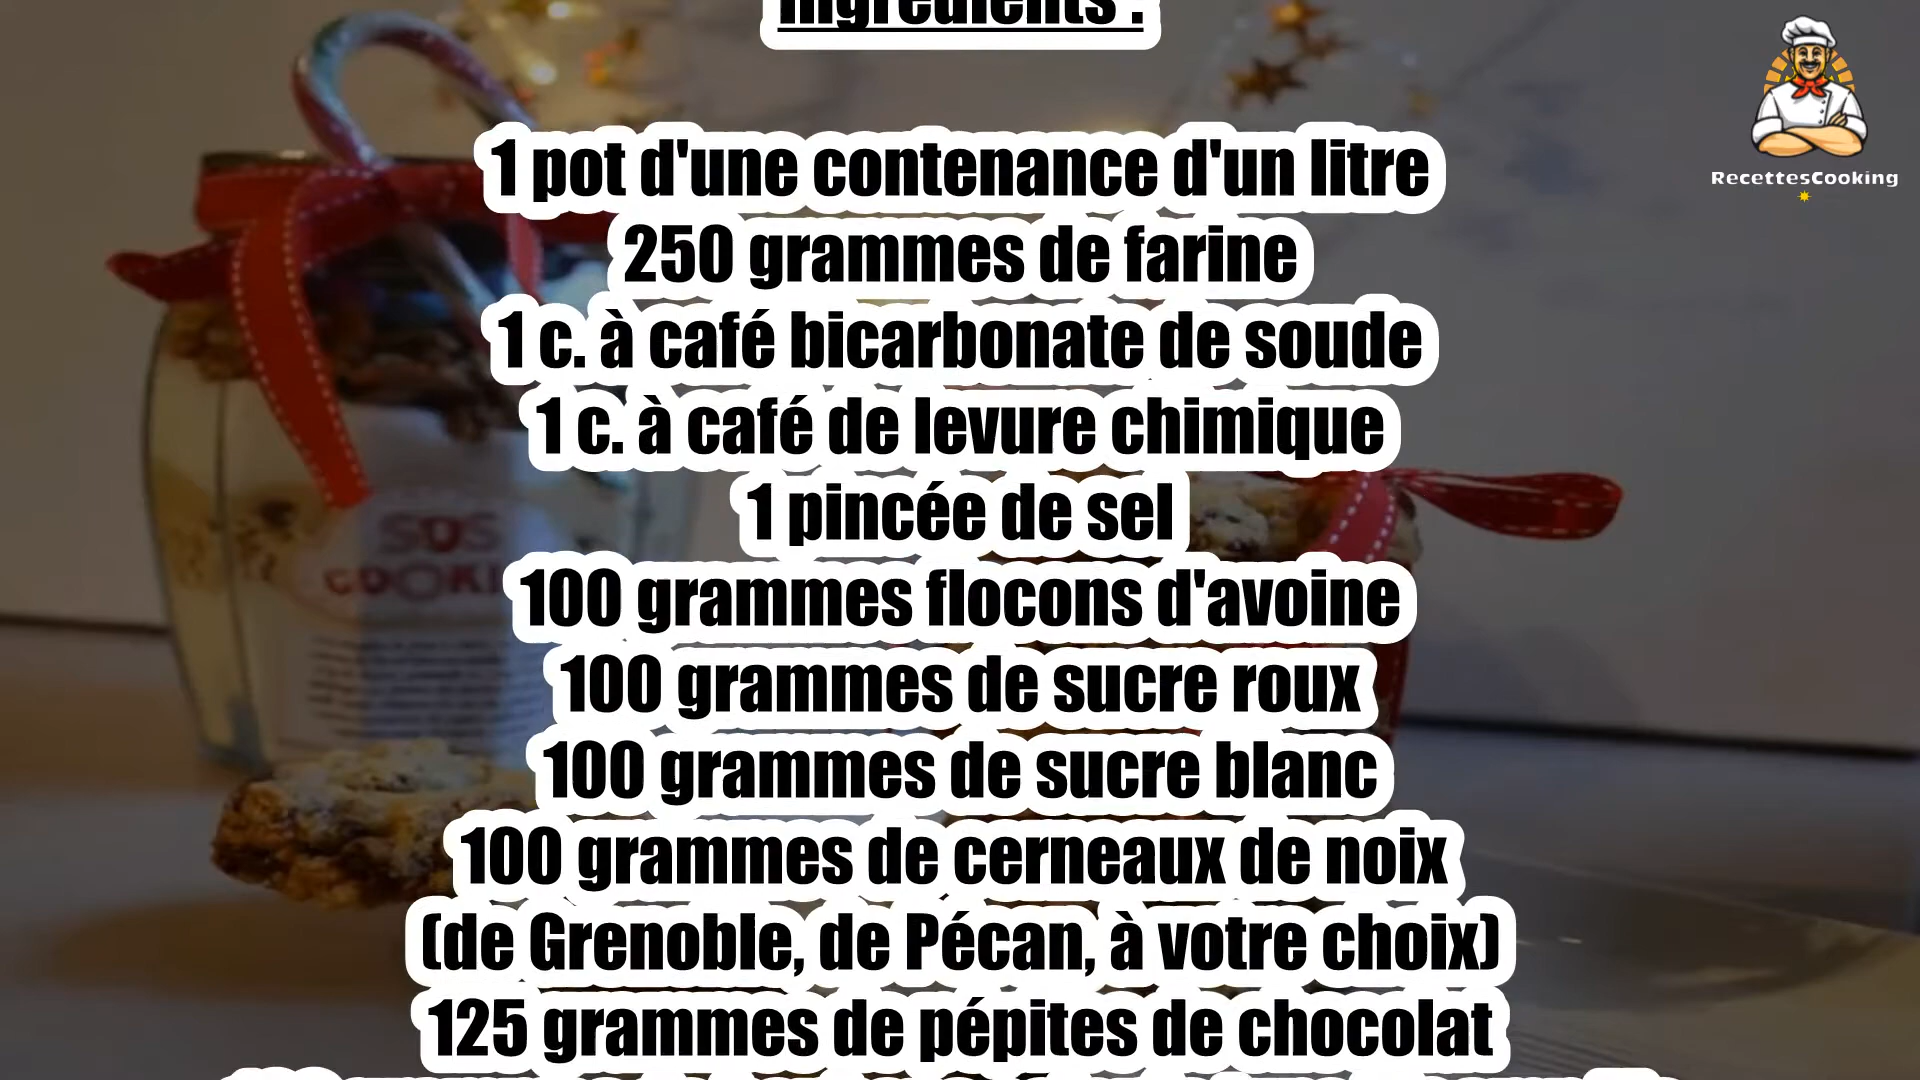 Ingrédients :
1 pot d'une contenance d'un litre
250 grammes de farine
1 c. à café bicarbonate de soude
1 c. à café de levure chimique
1 pincée de sel
100 grammes flocons d'avoine
100 grammes de sucre roux
100 grammes de sucre blanc
100 grammes de cerneaux de noix
(de Grenoble, de Pécan, à votre choix)
125 grammes de pépites de chocolat
RecettesCooking
SOS